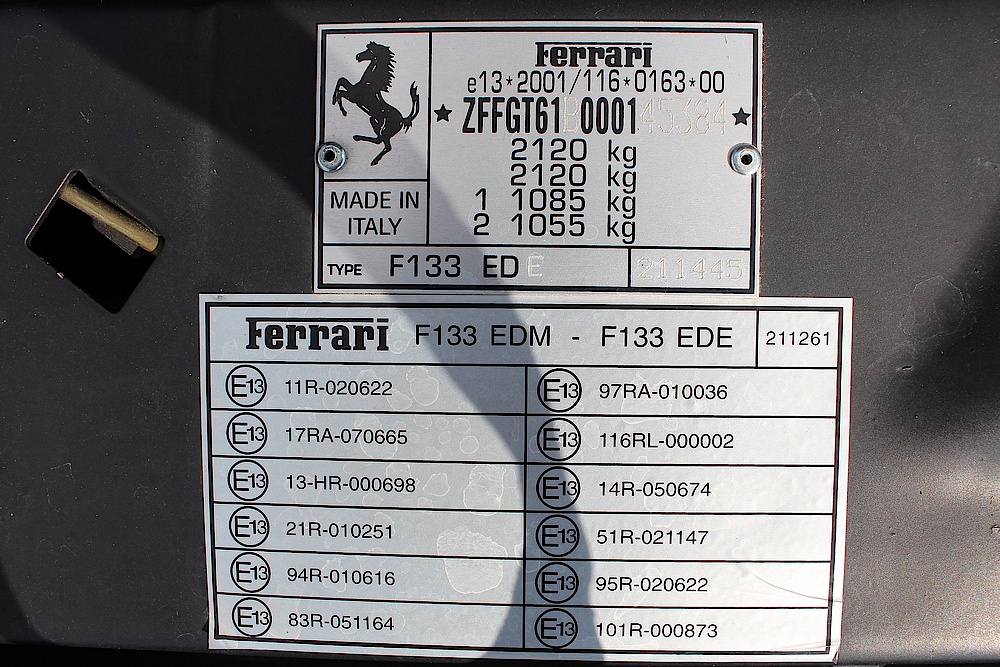 Ferrari
e13*2001/116*0163*00
★ZFFGT61B000145384★
2120 kg
2120 kg
1 1085 kg
2 1055 kg
MADE IN
ITALY
TYPE F133 EDE 211445
Ferrari F133 EDM - F133 EDE 211261
E13 11R-020622 E13 97RA-010036
E13 17RA-070665 E13 116RL-000002
E13 13-HR-000698 E13 14R-050674
E13 21R-010251 E13 51R-021147
E13 94R-010616 E13 95R-020622
E13 83R-051164 E13 101R-000873